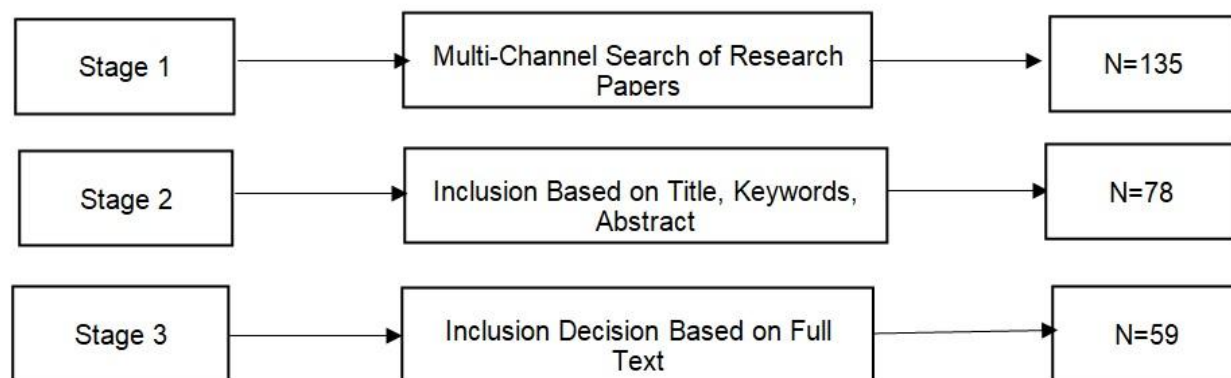 Stage 1
Multi-Channel Search of Research
Papers
N=135
Stage 2
Inclusion Based on Title, Keywords,
Abstract
N=78
Stage 3
Inclusion Decision Based on Full
Text
N=59